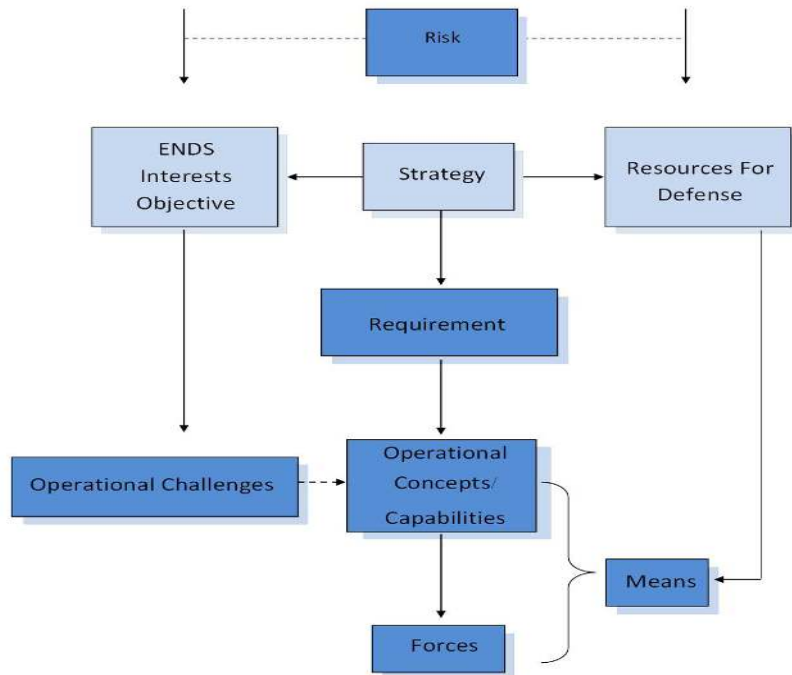 Risk
ENDS
Interests
Objective
Strategy
Resources For
Defense
Requirement
Operational Challenges
Operational
Concepts/
Capabilities
Means
Forces